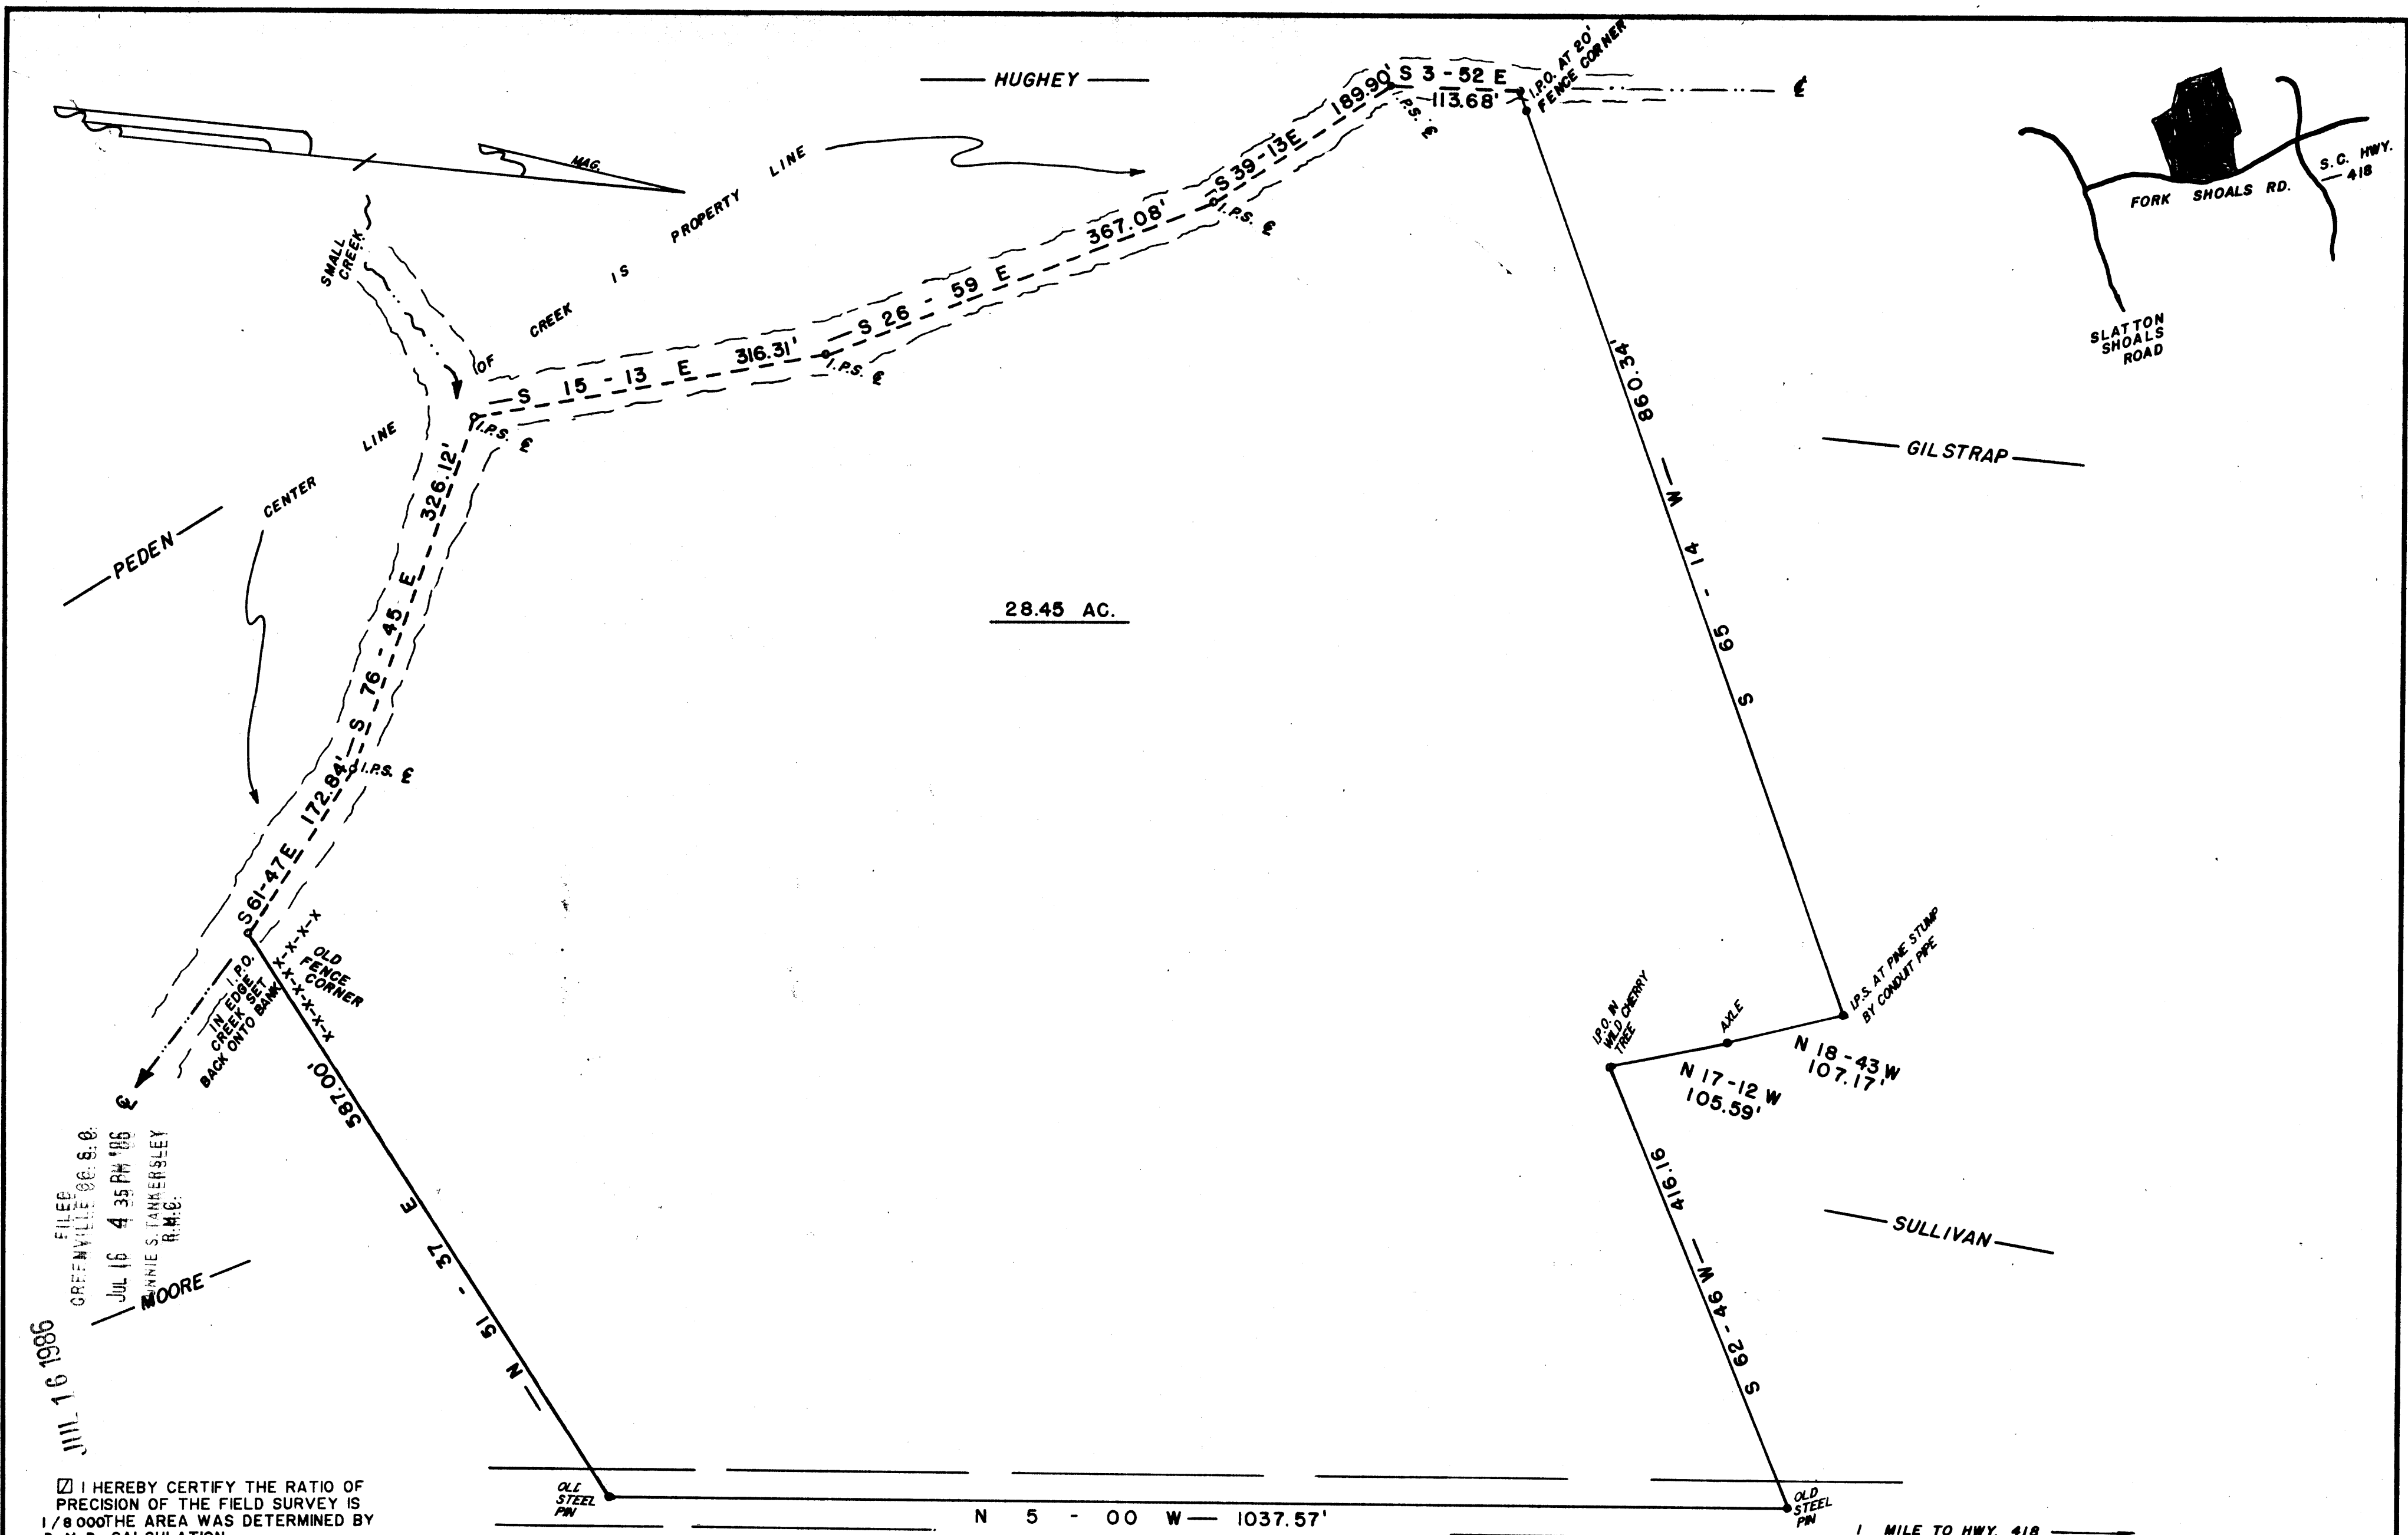 HUGHEY
MAG.
SMALL
CREEK
CENTER LINE OF CREEK IS PROPERTY LINE
PEDEN
S 61-47 E 172.84'
S 76 - 45 E 326.12'
S 15 - 13 E 316.31'
S 26 - 59 E 367.08'
S 39-13 E 189.90'
S 3 - 52 E
113.68'
I.P.S. ℄
I.P.S. ℄
I.P.S. ℄
I.P.S. ℄
I.P.S. ℄
I.P.O. AT 20'
FENCE CORNER
℄
S.C. HWY.
418
FORK SHOALS RD.
SLATTON
SHOALS
ROAD
S 65 - 14 W — 860.34'
GILSTRAP
28.45 AC.
I.P.S. AT PINE STUMP
BY CONDUIT PIPE
AXLE
I.P.O. IN
WILD CHERRY
TREE
N 18 - 43 W
107.17'
N 17 - 12 W
105.59'
S 62 - 46 W — 416.16
SULLIVAN
OLD
FENCE
CORNER
X-X-X-X-X
X-X-X-X-X-X
I.P.O.
IN EDGE
CREEK SET
BACK ONTO BANK
℄
N 51 - 37 E 587.00'
MOORE
FILED
GREENVILLE CO. S.C.
JUL 16 4 35 PM '86
DONNIE S. TANKERSLEY
R.M.C.
JUL 16 1986
OLD
STEEL
PIN
N 5 - 00 W — 1037.57'
OLD
STEEL
PIN
1 MILE TO HWY. 418
I HEREBY CERTIFY THE RATIO OF
PRECISION OF THE FIELD SURVEY IS
1/8000 THE AREA WAS DETERMINED BY
D.M.D. CALCULATION